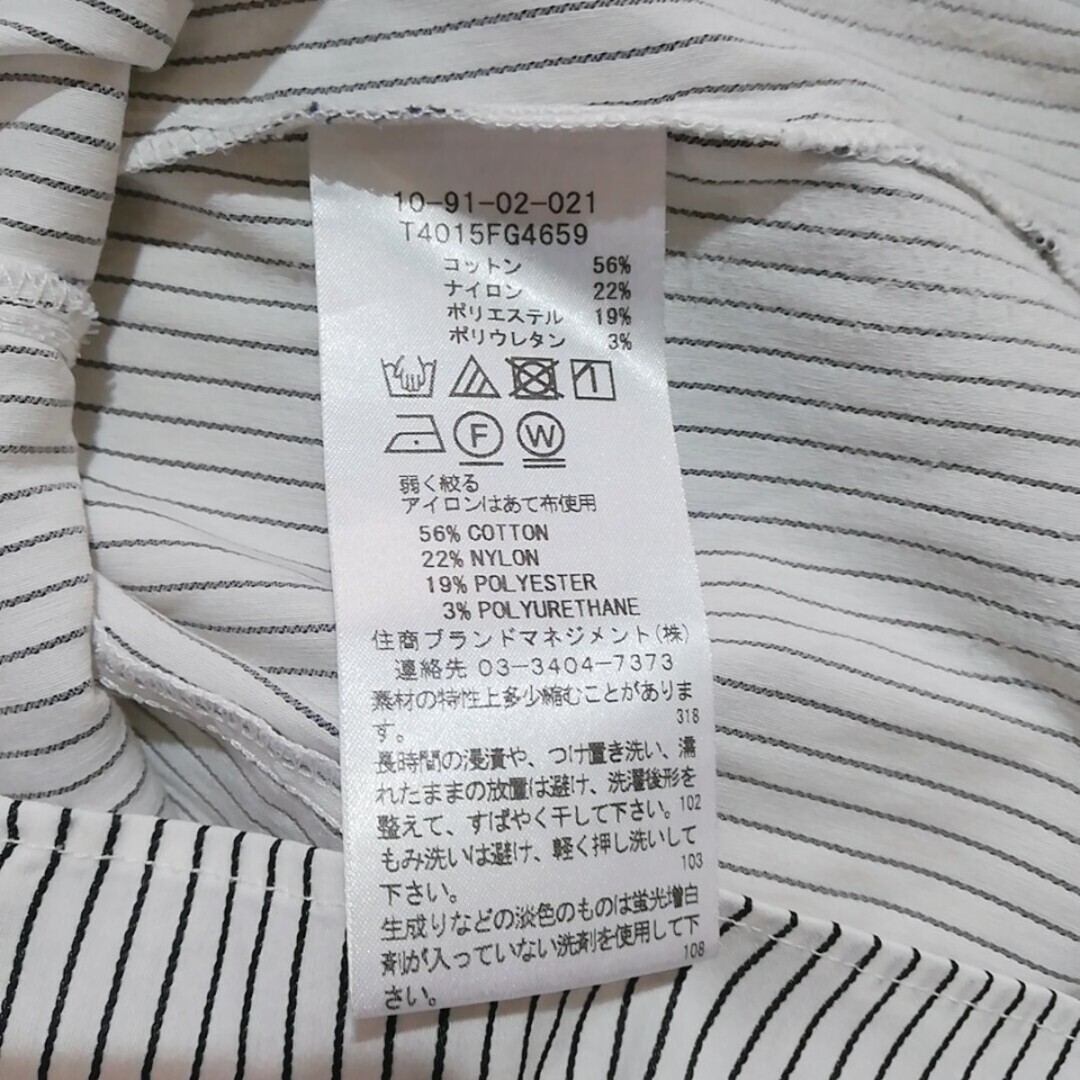 10-91-02-021
T4015FG4659
コットン 56%
ナイロン 22%
ポリエステル 19%
ポリウレタン 3%
F W
弱く絞る
アイロンはあて布使用
56% COTTON
22% NYLON
19% POLYESTER
3% POLYURETHANE
住商ブランドマネジメント(株)
連絡先 03-3404-7373
素材の特性上多少縮むことがありま
す。 318
長時間の浸漬や、つけ置き洗い、濡
れたままの放置は避け、洗濯後形を
整えて、すばやく干して下さい。102
もみ洗いは避け、軽く押し洗いして
下さい。 103
生成りなどの淡色のものは蛍光増白
剤が入っていない洗剤を使用して下
さい。 108